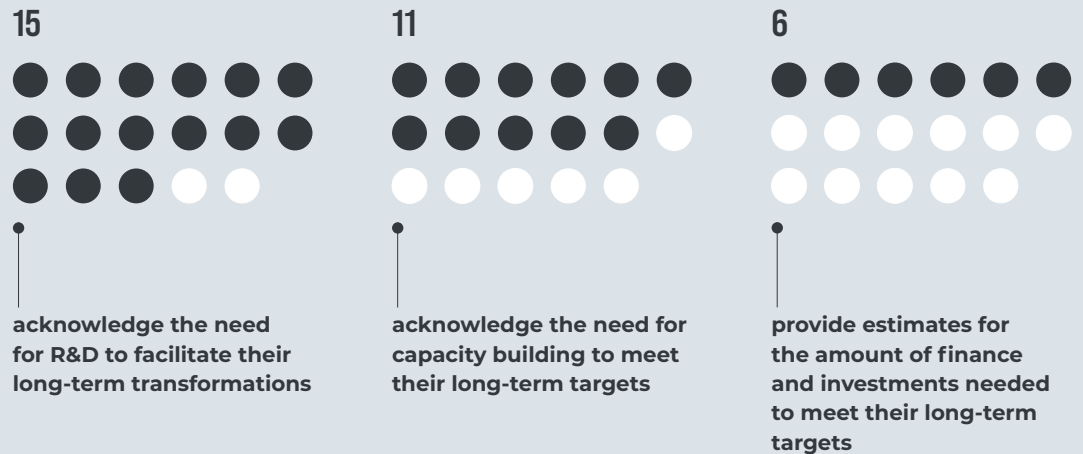 15
acknowledge the need
for R&D to facilitate their
long-term transformations
11
acknowledge the need for
capacity building to meet
their long-term targets
6
provide estimates for
the amount of finance
and investments needed
to meet their long-term
targets